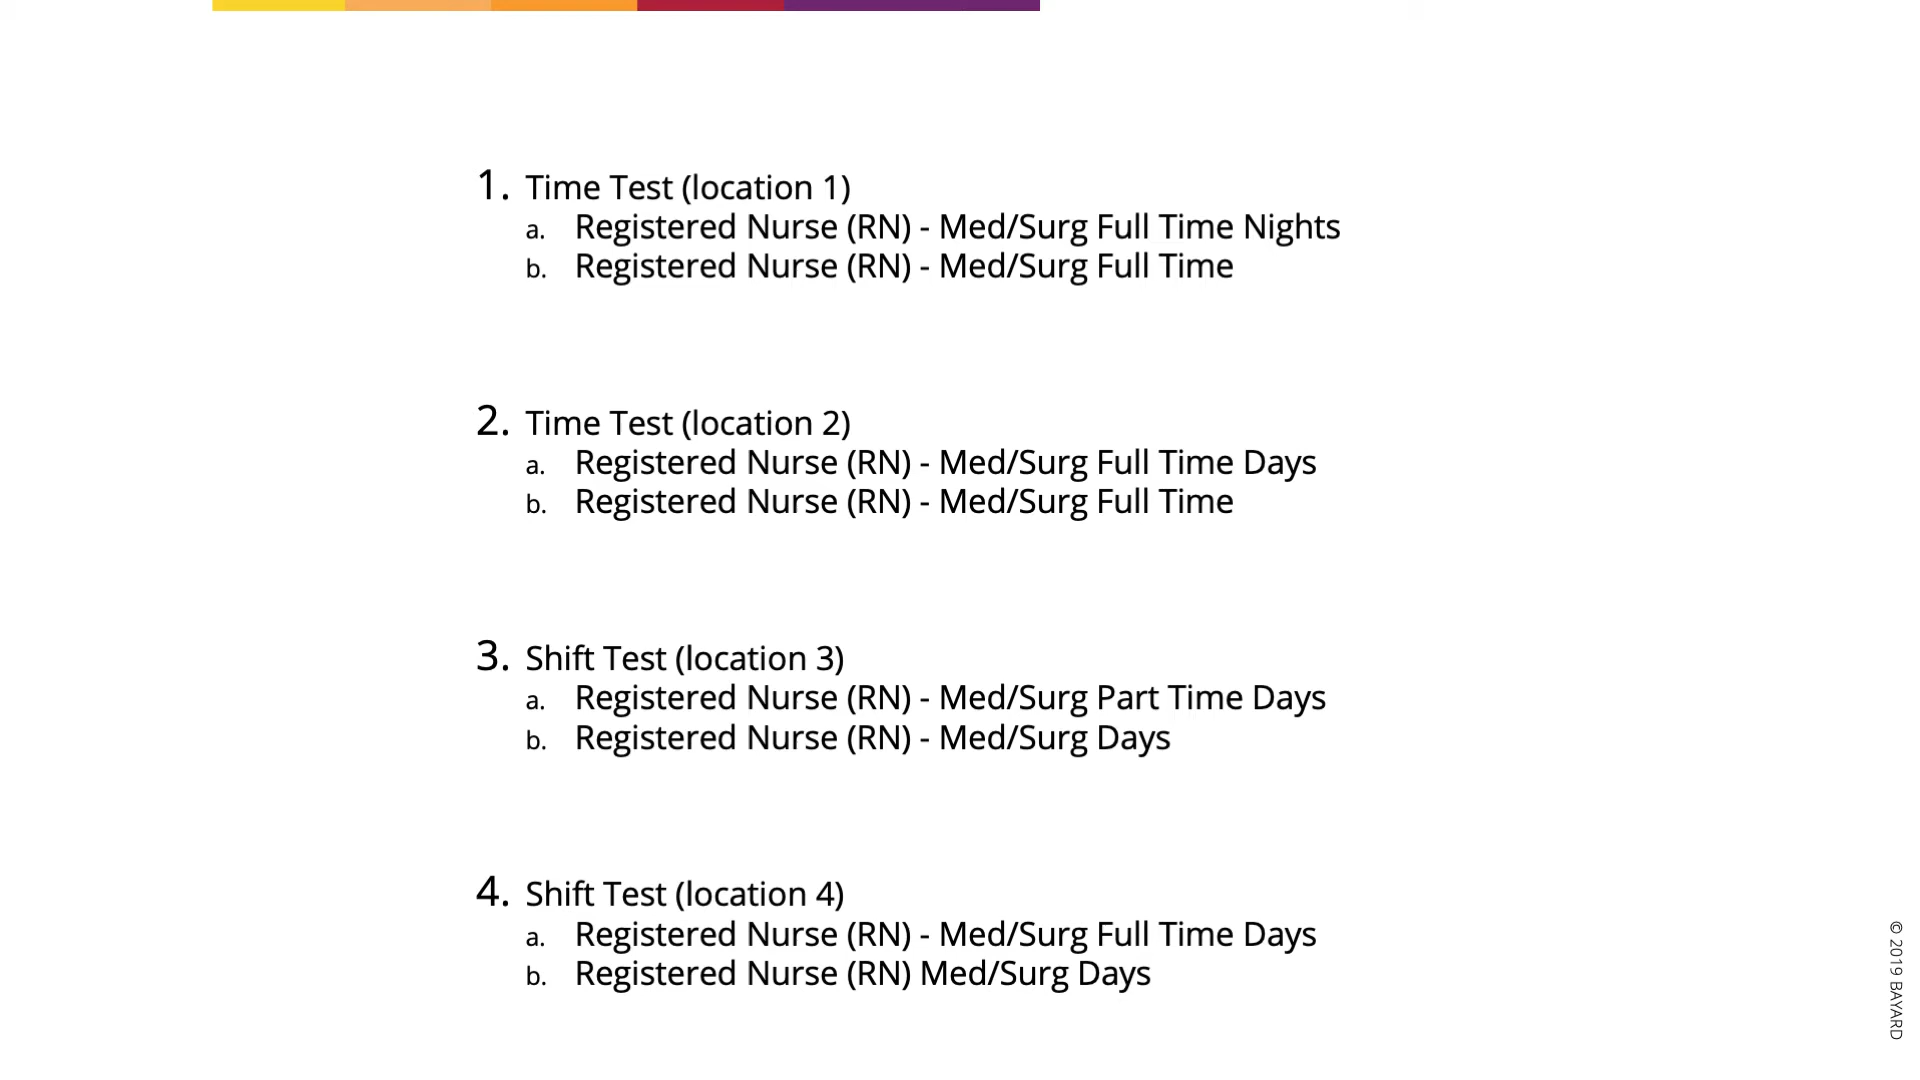 1. Time Test (location 1)
a. Registered Nurse (RN) - Med/Surg Full Time Nights
b. Registered Nurse (RN) - Med/Surg Full Time
2. Time Test (location 2)
a. Registered Nurse (RN) - Med/Surg Full Time Days
b. Registered Nurse (RN) - Med/Surg Full Time
3. Shift Test (location 3)
a. Registered Nurse (RN) - Med/Surg Part Time Days
b. Registered Nurse (RN) - Med/Surg Days
4. Shift Test (location 4)
a. Registered Nurse (RN) - Med/Surg Full Time Days
b. Registered Nurse (RN) Med/Surg Days
© 2019 BAYARD